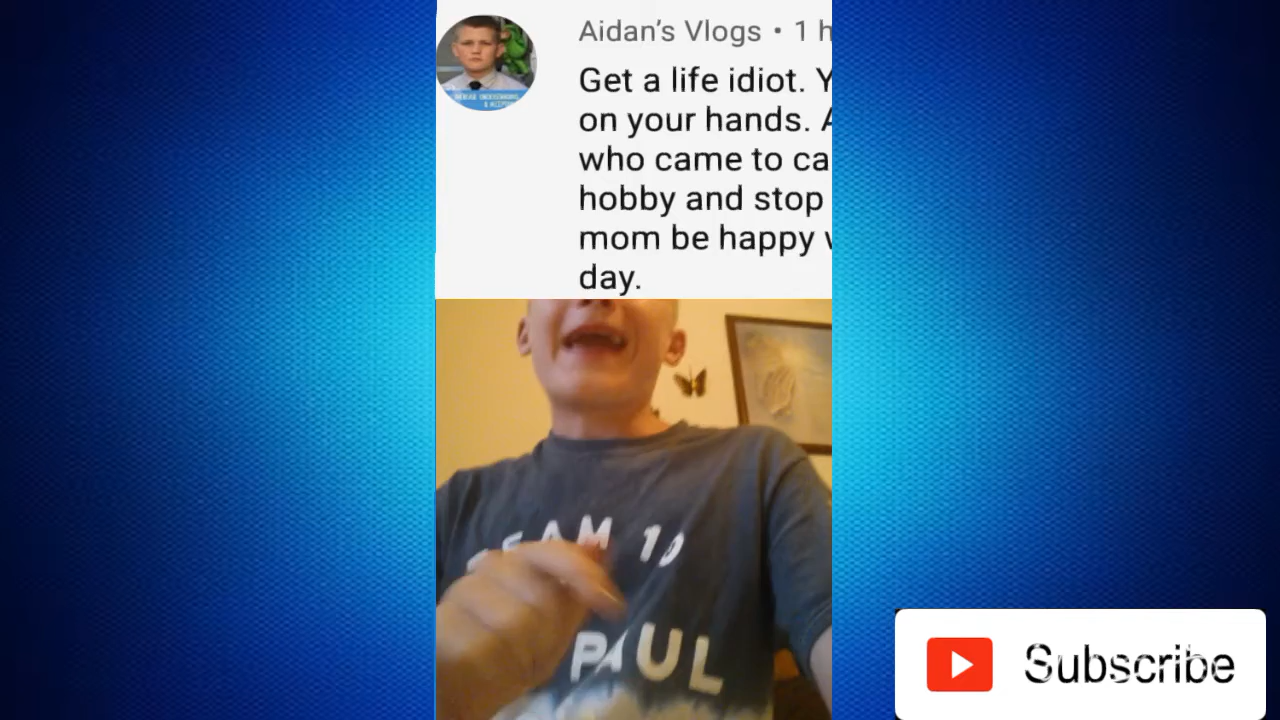 Aidan's Vlogs • 1 h
Get a life idiot. Y
on your hands. A
who came to ca
hobby and stop
mom be happy w
day.
TEAM 10
PAUL
Subscribe